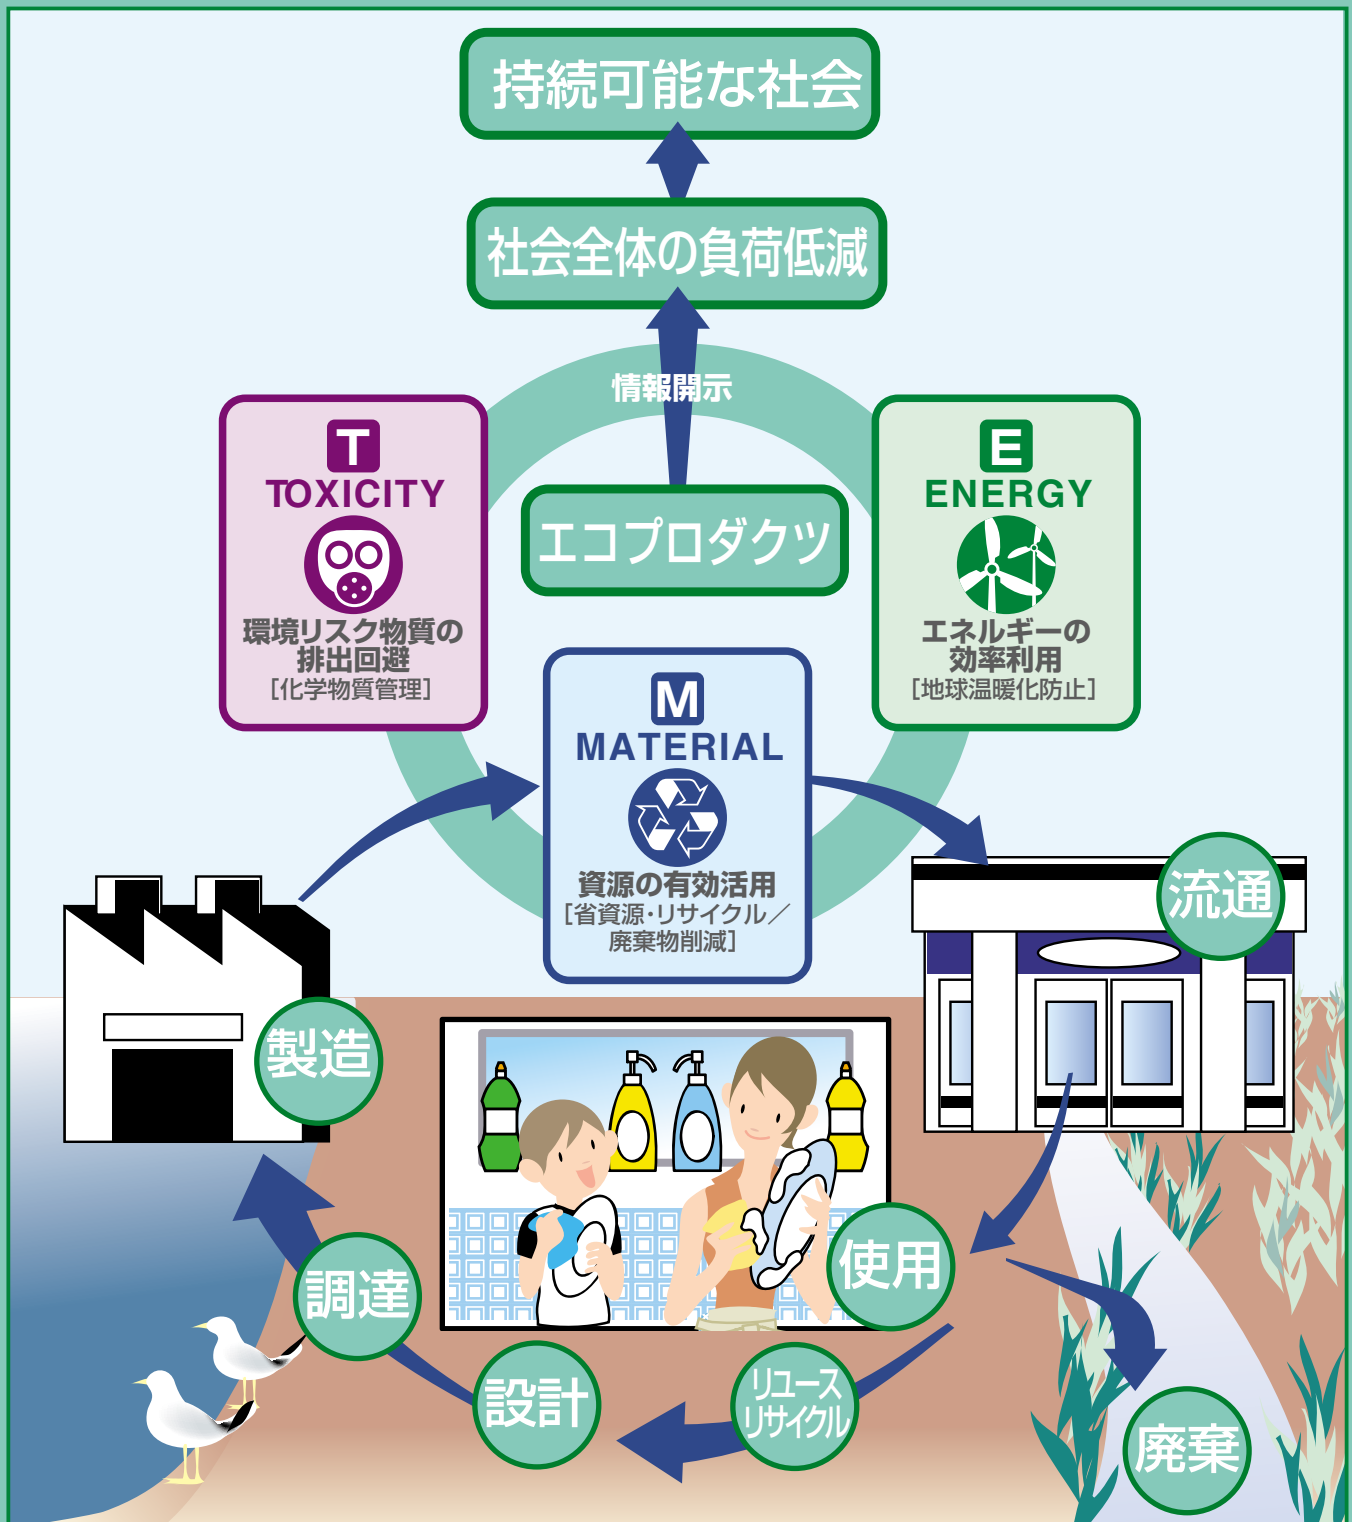 持続可能な社会
社会全体の負荷低減
情報開示
T
TOXICITY
環境リスク物質の
排出回避
[化学物質管理]
エコプロダクツ
E
ENERGY
エネルギーの
効率利用
[地球温暖化防止]
M
MATERIAL
資源の有効活用
[省資源・リサイクル／
廃棄物削減]
流通
製造
使用
調達
設計
リユース
リサイクル
廃棄